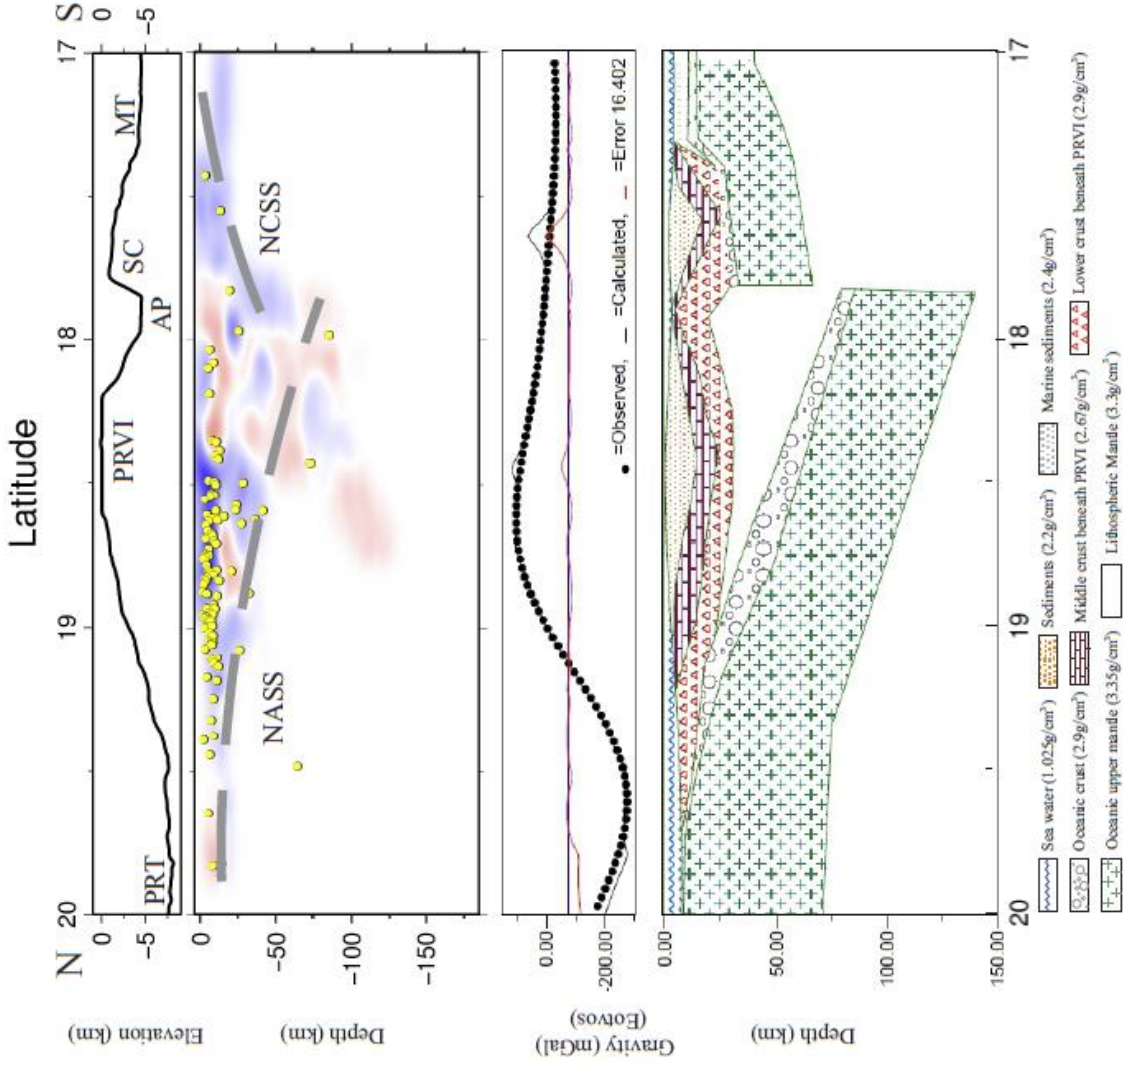 Latitude
N
S
20
19
18
17
Elevation (km)
0
−5
0
−5
PRT
PRVI
AP
SC
MT
Depth (km)
0
−50
−100
−150
NASS
NCSS
Gravity (mGal)
(Eotvos)
0.00
-200.00
=Observed, =Calculated, =Error 16.402
Depth (km)
0.00
50.00
100.00
150.00
20
19
18
17
Sea water (1.025g/cm³) Sediments (2.2g/cm³) Marine sediments (2.4g/cm³)
Oceanic crust (2.9g/cm³) Middle crust beneath PRVI (2.67g/cm³) Lower crust beneath PRVI (2.9g/cm³)
Oceanic upper mantle (3.35g/cm³) Lithospheric Mantle (3.3g/cm³)